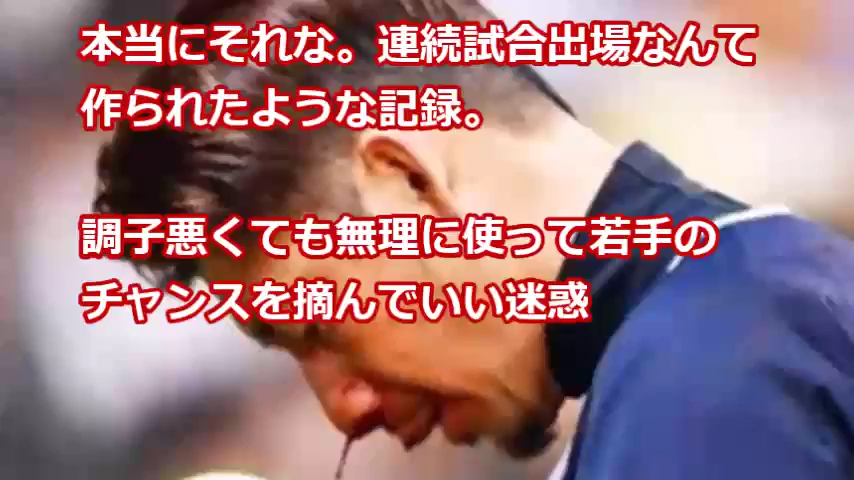 本当にそれな。連続試合出場なんて
作られたような記録。
調子悪くても無理に使って若手の
チャンスを摘んでいい迷惑